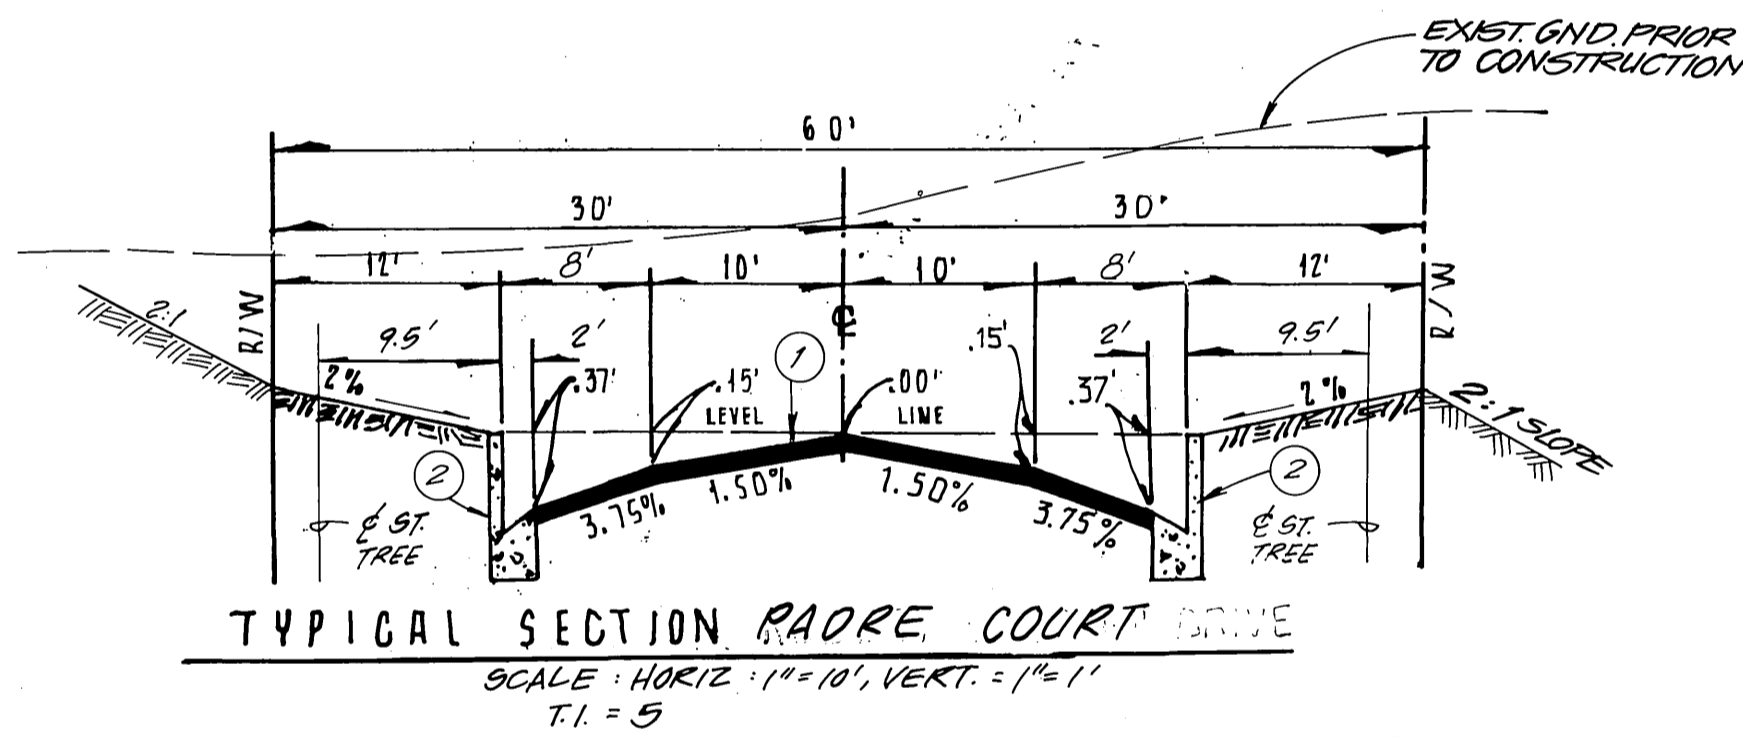 EXIST. GND. PRIOR
TO CONSTRUCTION
60'
30' 30'
12' 8' 10' 10' 8' 12'
R/W R/W
℄
2:1
9.5' 2' 1 .15' 2' 9.5'
2% .37' .15' .00' .37' 2%
LEVEL LINE
2:1 SLOPE
2 2
3.75% 1.50% 1.50% 3.75%
℄ ST. ℄ ST.
TREE TREE
TYPICAL SECTION PADRE COURT DRIVE
SCALE : HORIZ : 1"=10', VERT. = 1"=1'
T.I. = 5